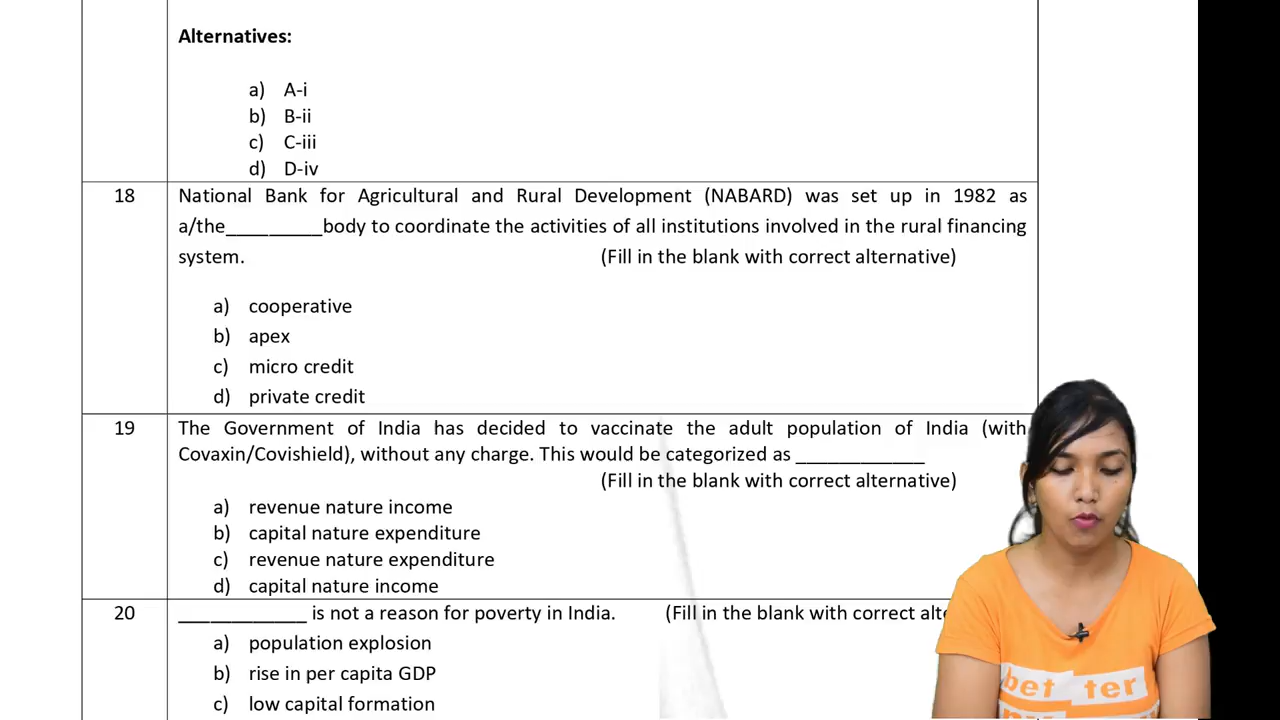 Alternatives:
a) A-i
b) B-ii
c) C-iii
d) D-iv
18 National Bank for Agricultural and Rural Development (NABARD) was set up in 1982 as
a/the_________body to coordinate the activities of all institutions involved in the rural financing
system. (Fill in the blank with correct alternative)
a) cooperative
b) apex
c) micro credit
d) private credit
19 The Government of India has decided to vaccinate the adult population of India (with
Covaxin/Covishield), without any charge. This would be categorized as ____________
(Fill in the blank with correct alternative)
a) revenue nature income
b) capital nature expenditure
c) revenue nature expenditure
d) capital nature income
20 ____________ is not a reason for poverty in India. (Fill in the blank with correct
a) population explosion
b) rise in per capita GDP
c) low capital formation
bet ter